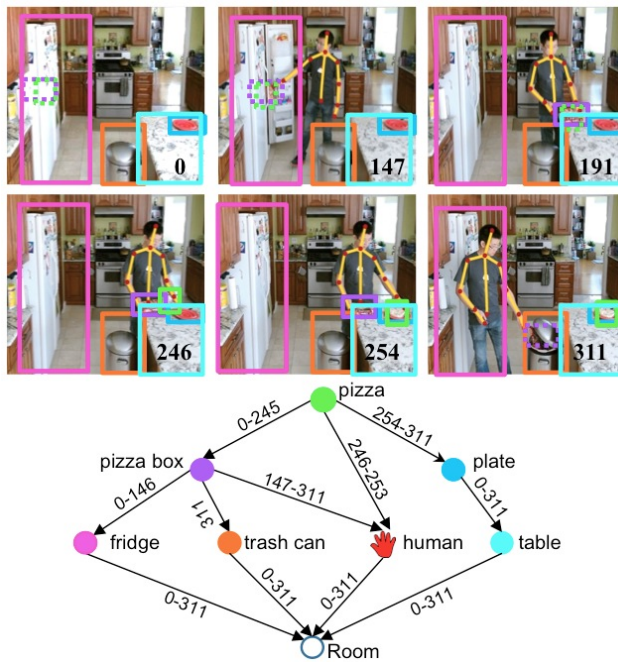 0
147
191
246
254
311
pizza
0-245
254-311
pizza box
246-253
plate
147-311
0-146
311
0-311
fridge
trash can
human
table
0-311
0-311
0-311
0-311
Room